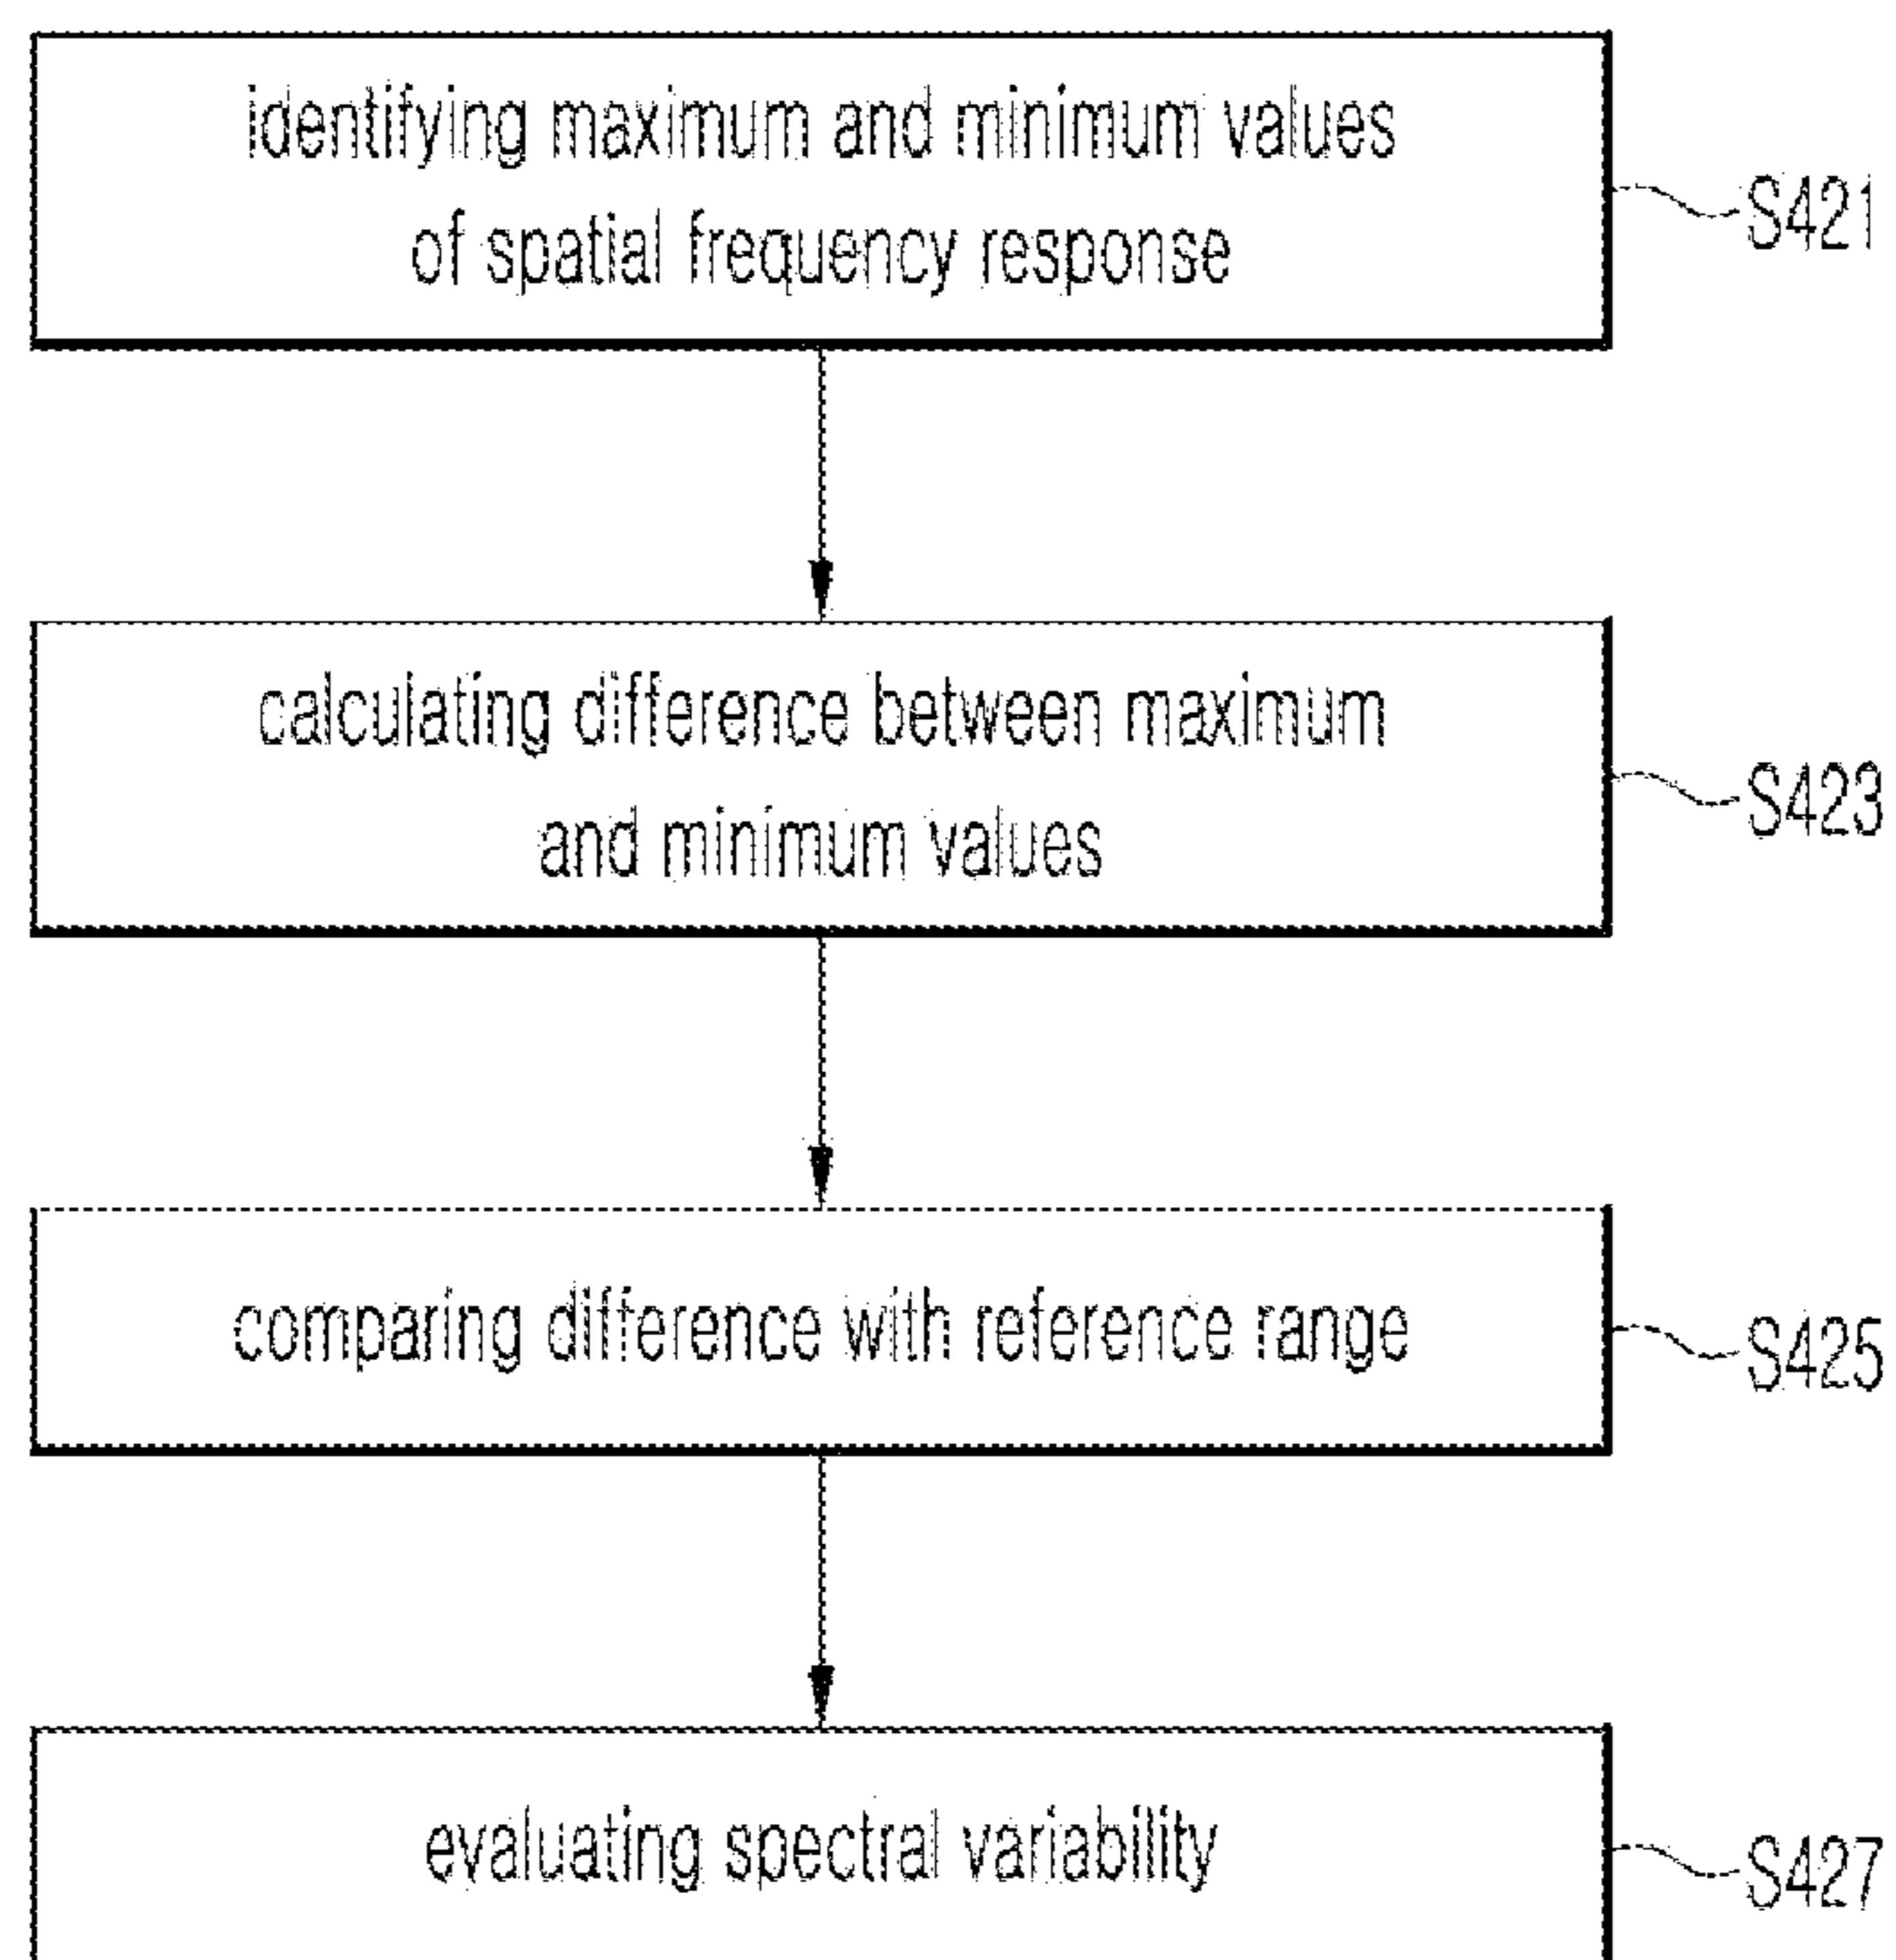 identifying maximum and minimum values
of spatial frequency response
S421
calculating difference between maximum
and minimum values
S423
comparing difference with reference range
S425
evaluating spectral variability
S427